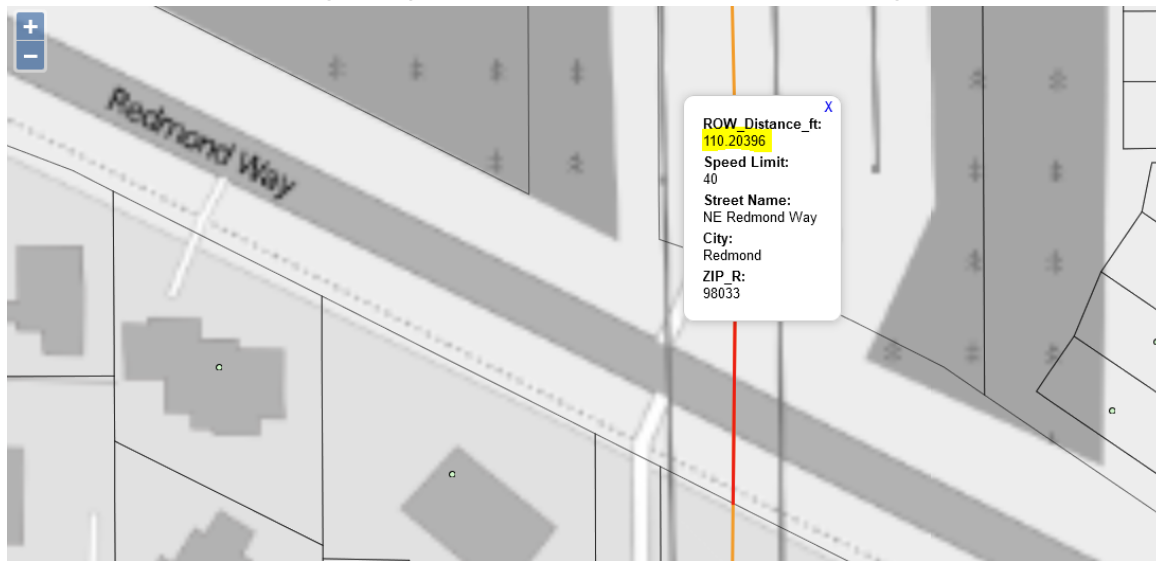 +
−
Redmond Way
X
ROW_Distance_ft:
110.20396
Speed Limit:
40
Street Name:
NE Redmond Way
City:
Redmond
ZIP_R:
98033